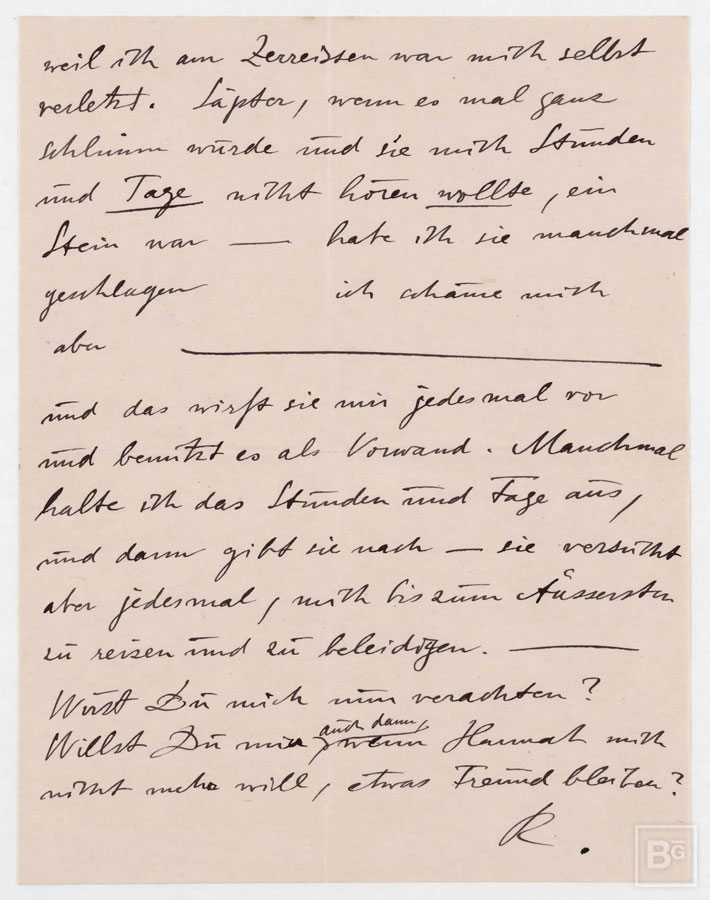 weil ich am Zerreissen war mich selbst
verletzt. Später, wenn es mal ganz
schlimm wurde und sie mich Stunden
und Tage nicht hören wollte, ein
Stein war — habe ich sie manchmal
geschlagen ich schäme mich
aber —
und das wirft sie mir jedesmal vor
und benützt es als Vorwand. Manchmal
halte ich das Stunden und Tage aus,
und dann gibt sie nach — sie versucht
aber jedesmal, mich bis zum Äussersten
zu reizen und zu beleidigen. —
Wirst Du mich nun verachten?
auch dann,
Willst Du mir, wenn Hannah mich
nicht mehr will, etwas Freund bleiben?
R.
BG